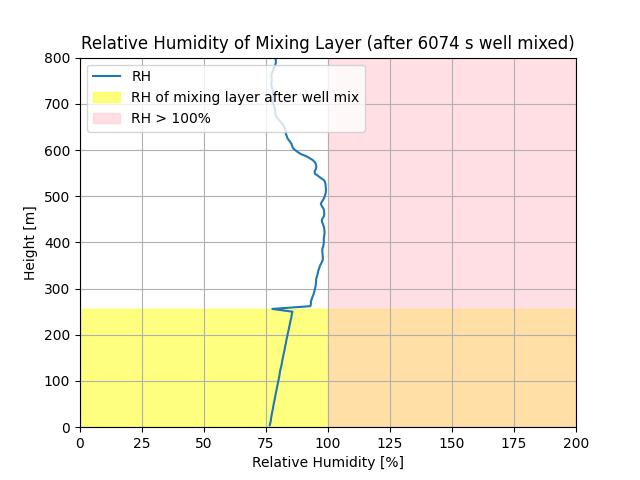 Relative Humidity of Mixing Layer (after 6074 s well mixed)
800
700
600
500
400
300
200
100
0
Height [m]
RH
RH of mixing layer after well mix
RH > 100%
0 25 50 75 100 125 150 175 200
Relative Humidity [%]